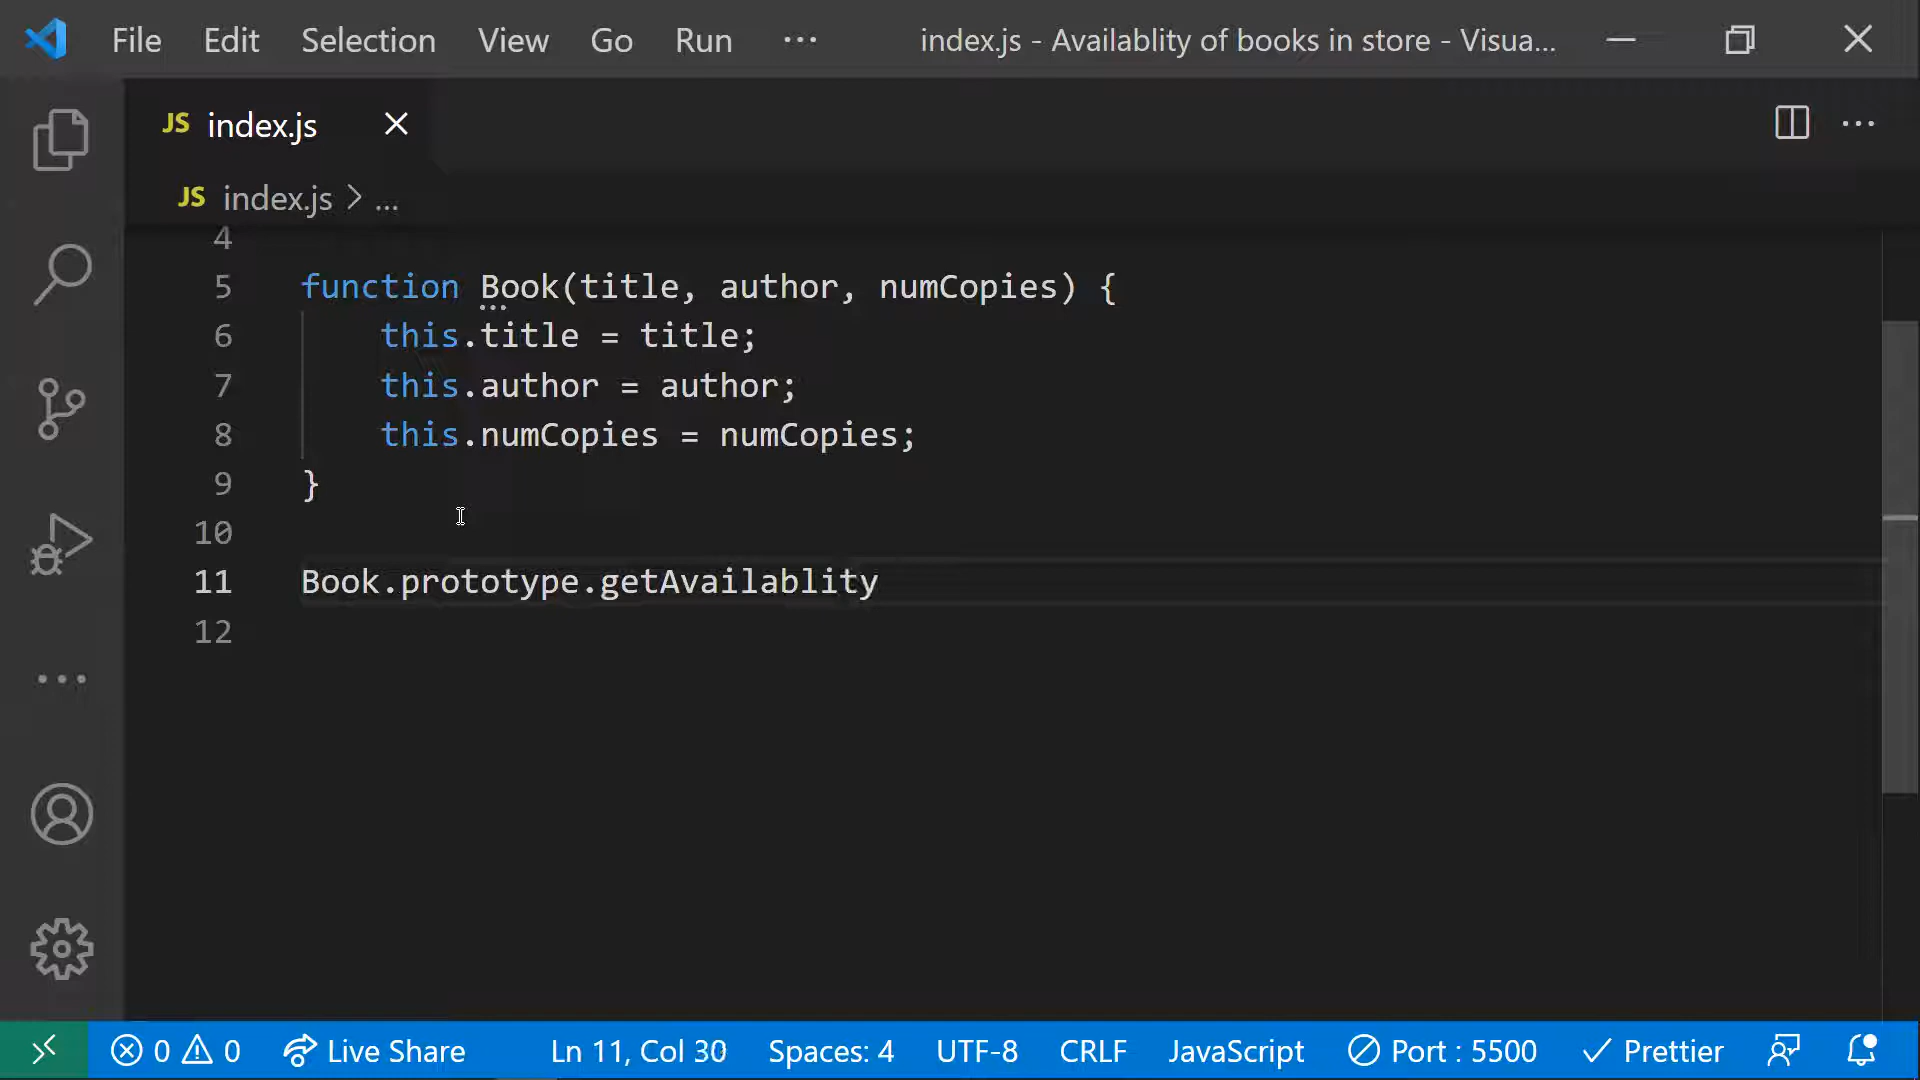 File Edit Selection View Go Run ··· index.js - Availablity of books in store - Visua...
JS index.js
JS index.js > ...
4
5 function Book(title, author, numCopies) {
6 this.title = title;
7 this.author = author;
8 this.numCopies = numCopies;
9 }
10
11 Book.prototype.getAvailablity
12
0 0 Live Share Ln 11, Col 30 Spaces: 4 UTF-8 CRLF JavaScript Port : 5500 Prettier